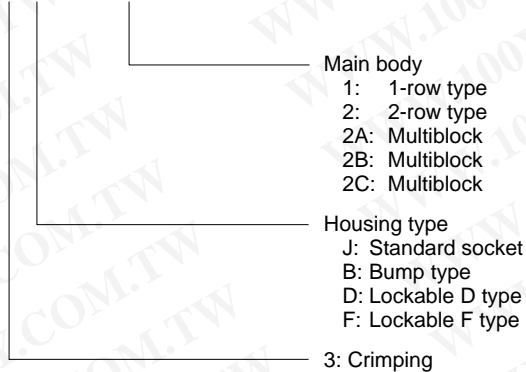 Main body
1: 1-row type
2: 2-row type
2A: Multiblock
2B: Multiblock
2C: Multiblock
Housing type
J: Standard socket
B: Bump type
D: Lockable D type
F: Lockable F type
3: Crimping